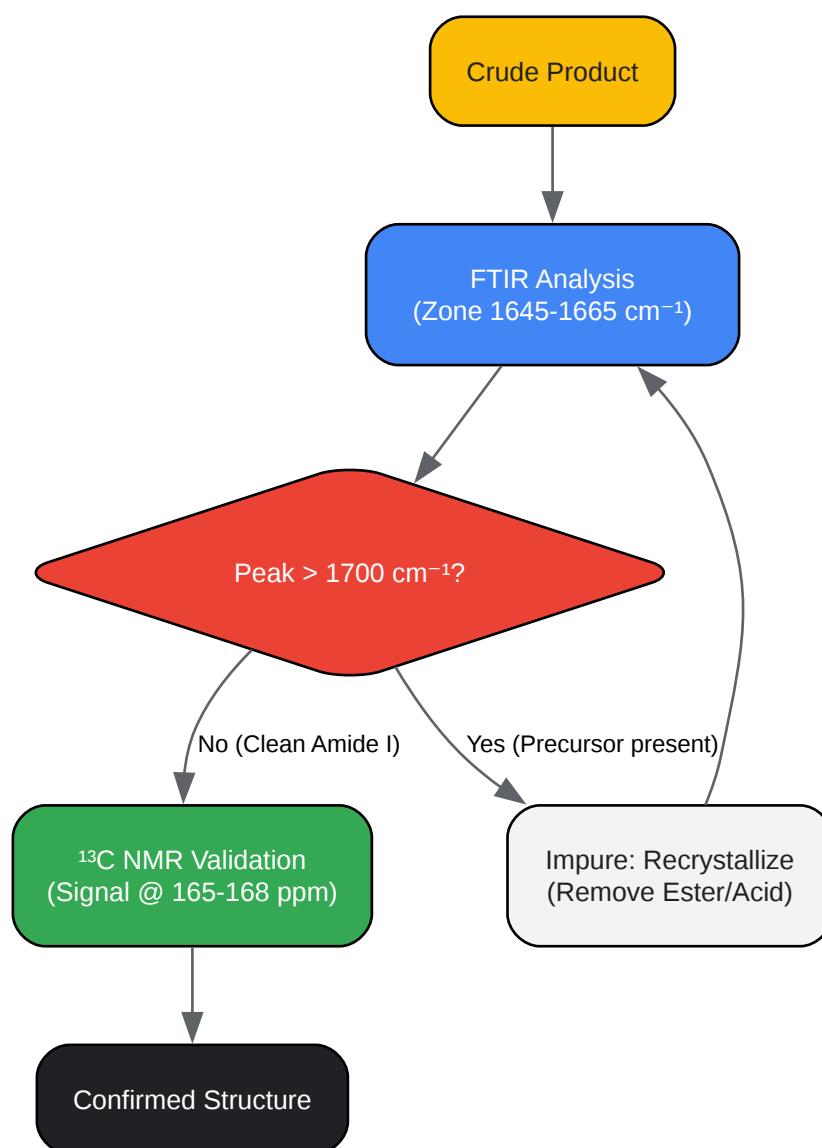 Crude Product
FTIR Analysis
(Zone 1645-1665 cm⁻¹)
Peak > 1700 cm⁻¹?
No (Clean Amide I)
Yes (Precursor present)
¹³C NMR Validation
(Signal @ 165-168 ppm)
Impure: Recrystallize
(Remove Ester/Acid)
Confirmed Structure